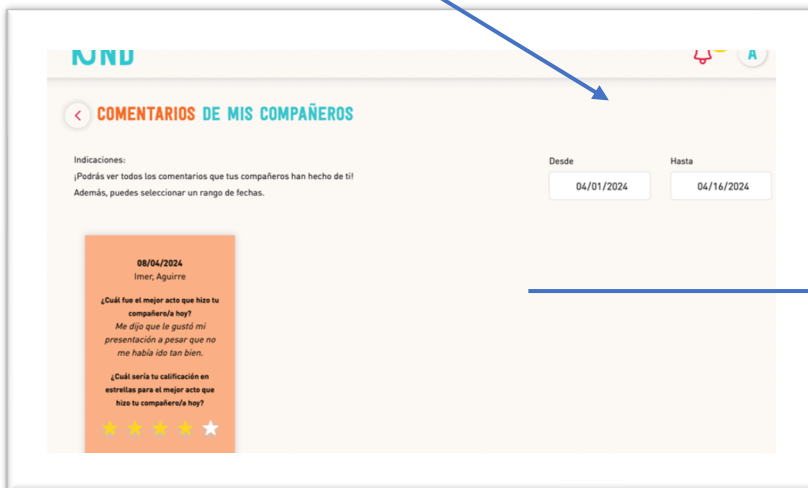 KIND
A
COMENTARIOS DE MIS COMPAÑEROS
Indicaciones:
¡Podrás ver todos los comentarios que tus compañeros han hecho de ti!
Además, puedes seleccionar un rango de fechas.
Desde
Hasta
04/01/2024
04/16/2024
08/04/2024
Imer, Aguirre
¿Cuál fue el mejor acto que hizo tu
compañero/a hoy?
Me dijo que le gustó mi
presentación a pesar que no
me había ido tan bien.
¿Cuál sería tu calificación en
estrellas para el mejor acto que
hizo tu compañero/a hoy?